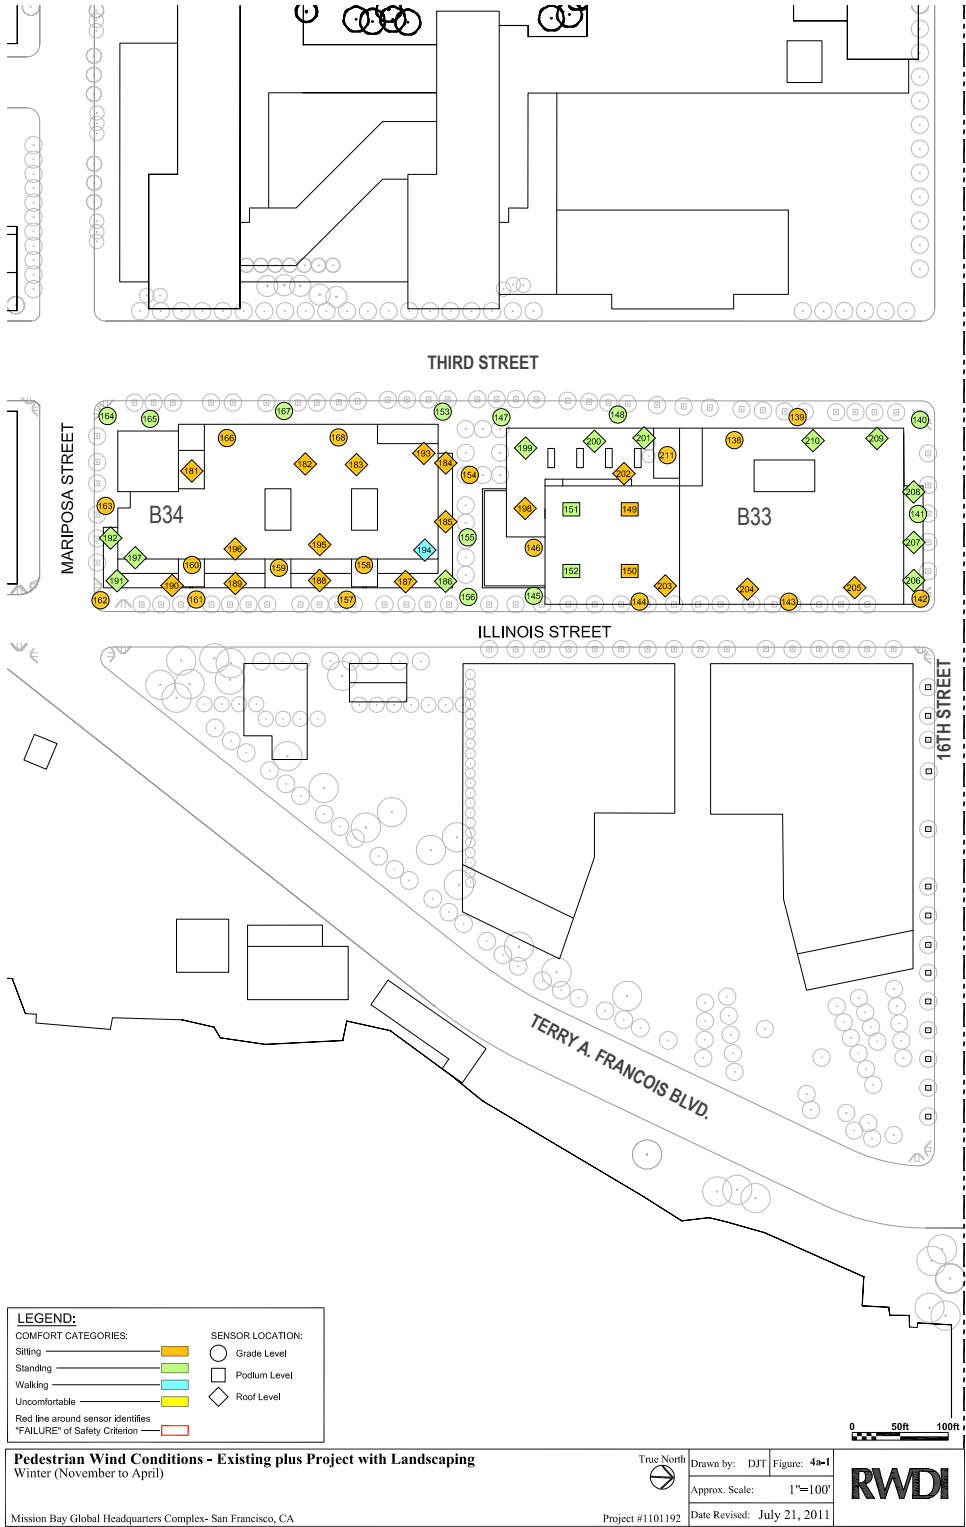 THIRD STREET
164
165
167
153
147
148
139
140
166
168
193
184
154
199
200
201
211
138
210
209
181
182
183
202
208
163
B34
185
198
151
149
B33
141
MARIPOSA STREET
192
197
196
195
194
155
146
207
160
159
158
152
150
191
190
189
188
187
186
203
204
205
206
162
161
157
156
145
144
143
142
ILLINOIS STREET
16TH STREET
TERRY A. FRANCOIS BLVD.
LEGEND:
COMFORT CATEGORIES:
Sitting
Standing
Walking
Uncomfortable
Red line around sensor identifies
"FAILURE" of Safety Criterion
SENSOR LOCATION:
Grade Level
Podium Level
Roof Level
0 50ft 100ft
Pedestrian Wind Conditions - Existing plus Project with Landscaping
Winter (November to April)
Mission Bay Global Headquarters Complex- San Francisco, CA
True North
Project #1101192
Drawn by: DJT Figure: 4a-1
Approx. Scale: 1"=100'
Date Revised: July 21, 2011
RWDI